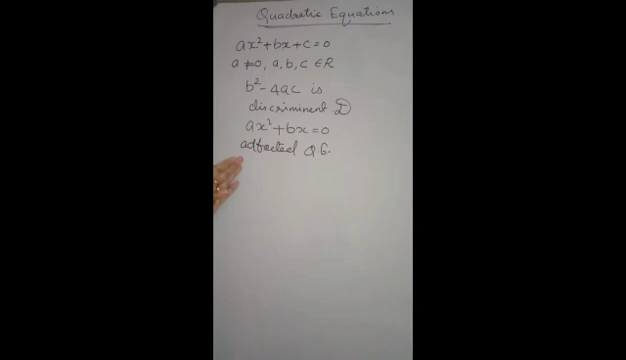 Quadratic Equations
ax²+bx+c=0
a≠0, a, b, c ∈R
b²-4ac is
discriminent D
ax²+bx=0
adfected Q E.